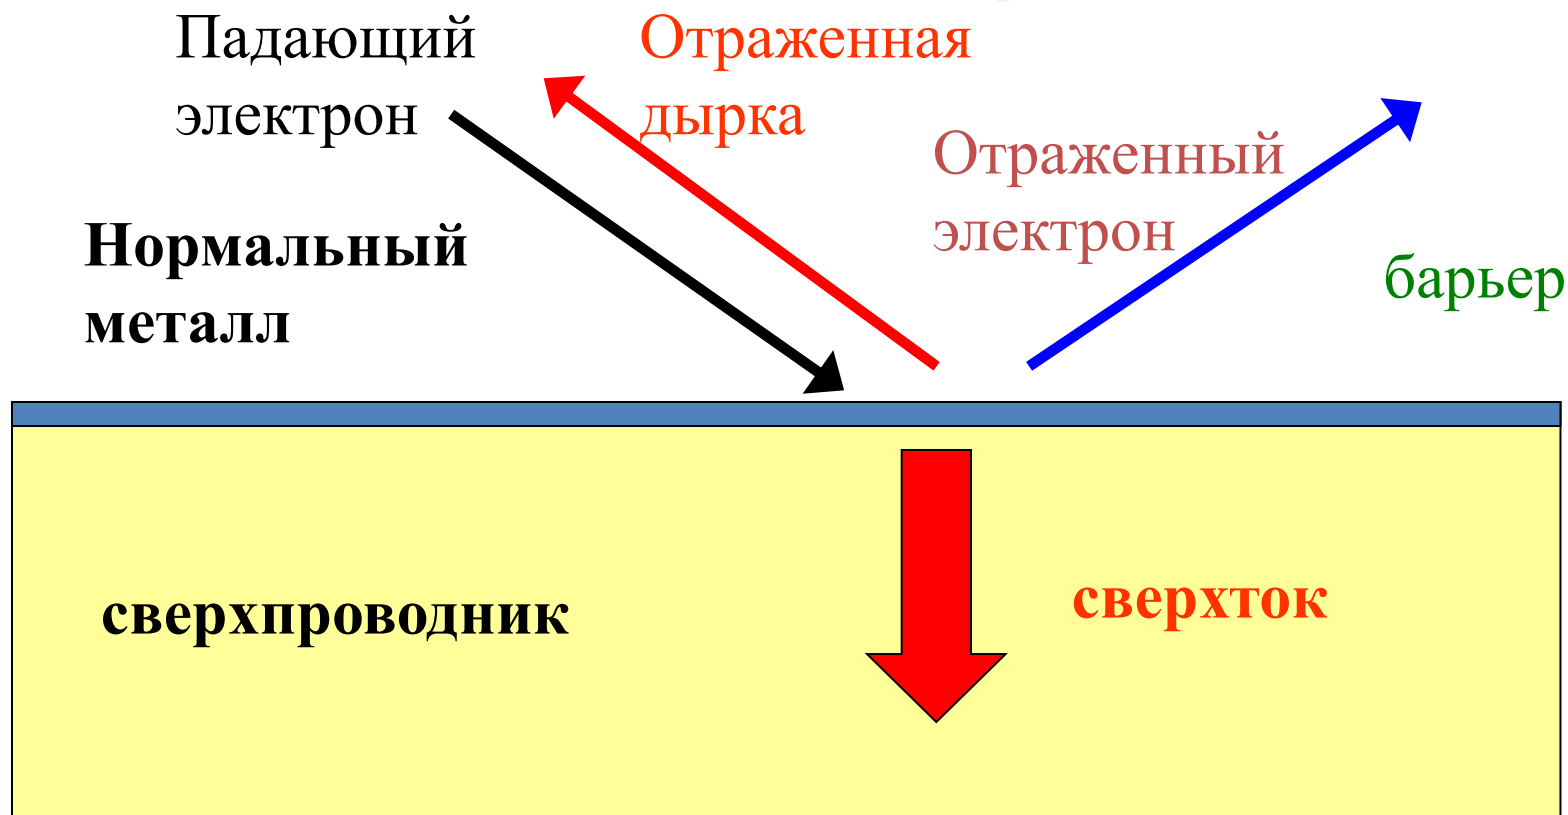 Падающий
электрон
Отраженная
дырка
Отраженный
электрон
Нормальный
металл
барьер
сверхпроводник
сверхток